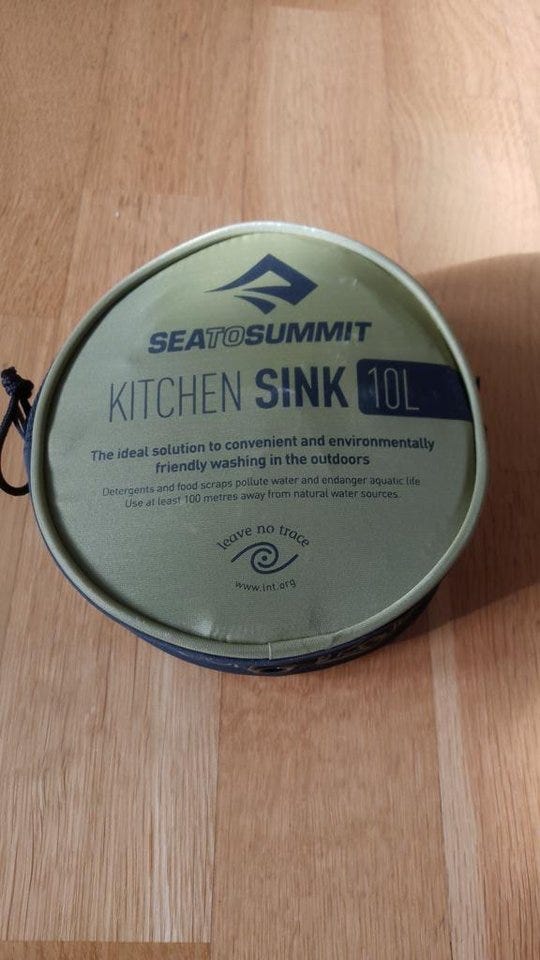 SEATOSUMMIT
KITCHEN SINK 10L
The ideal solution to convenient and environmentally
friendly washing in the outdoors
Detergents and food scraps pollute water and endanger aquatic life
Use at least 100 metres away from natural water sources.
leave no trace
www.lnt.org